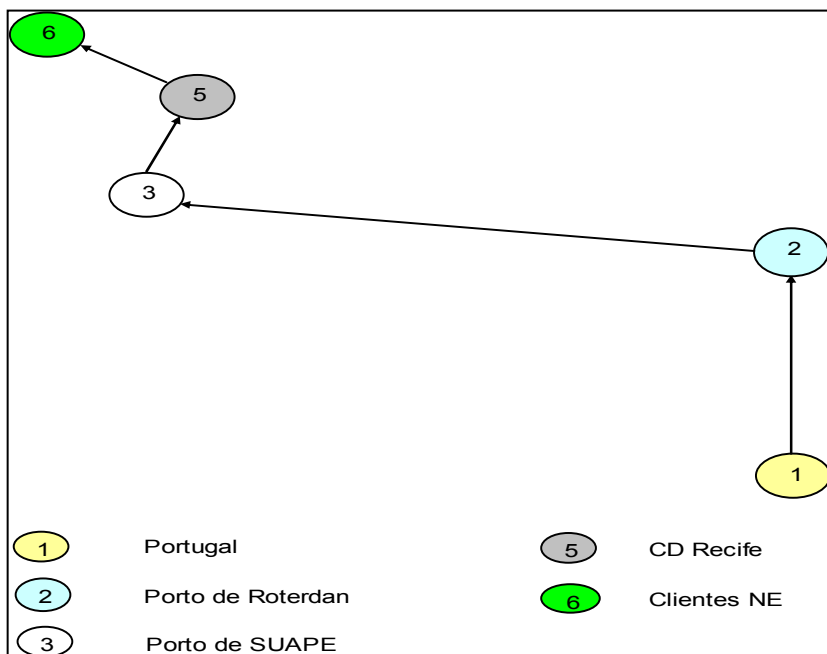 6
5
3
2
1
1 Portugal
2 Porto de Roterdan
3 Porto de SUAPE
5 CD Recife
6 Clientes NE